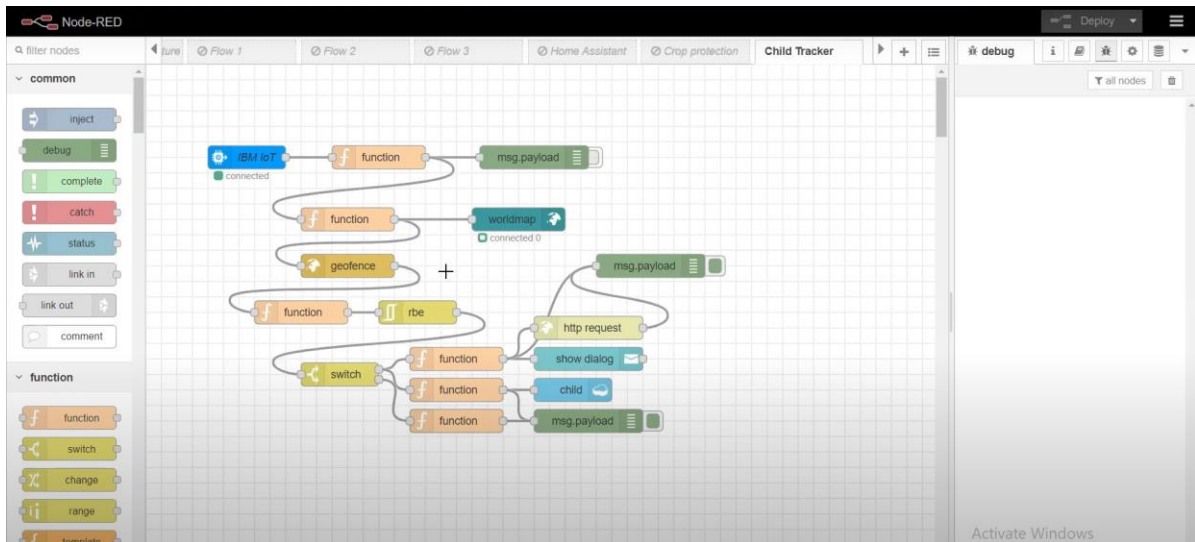 Node-RED
Deploy
filter nodes
ture
Flow 1
Flow 2
Flow 3
Home Assistant
Crop protection
Child Tracker
debug
all nodes
common
inject
debug
complete
catch
status
link in
link out
comment
function
function
switch
change
range
template
IBM IoT
connected
function
msg.payload
function
worldmap
connected 0
geofence
msg.payload
function
rbe
http request
switch
function
show dialog
function
child
function
msg.payload
Activate Windows